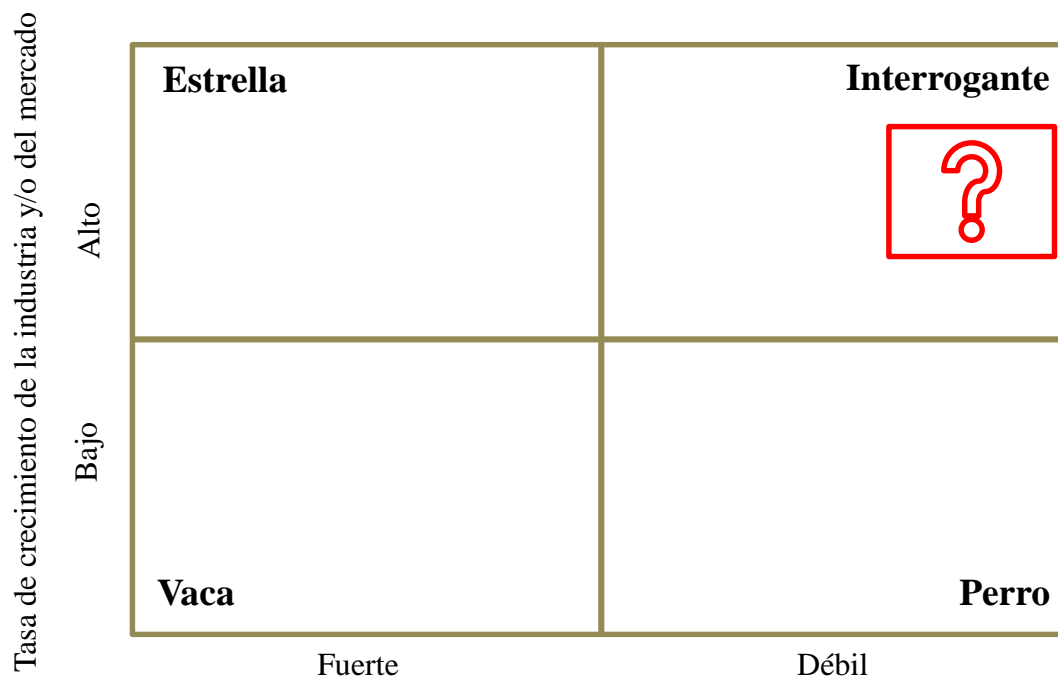 Tasa de crecimiento de la industria y/o del mercado
Alto
Bajo
Estrella
Interrogante
?
Vaca
Perro
Fuerte
Débil